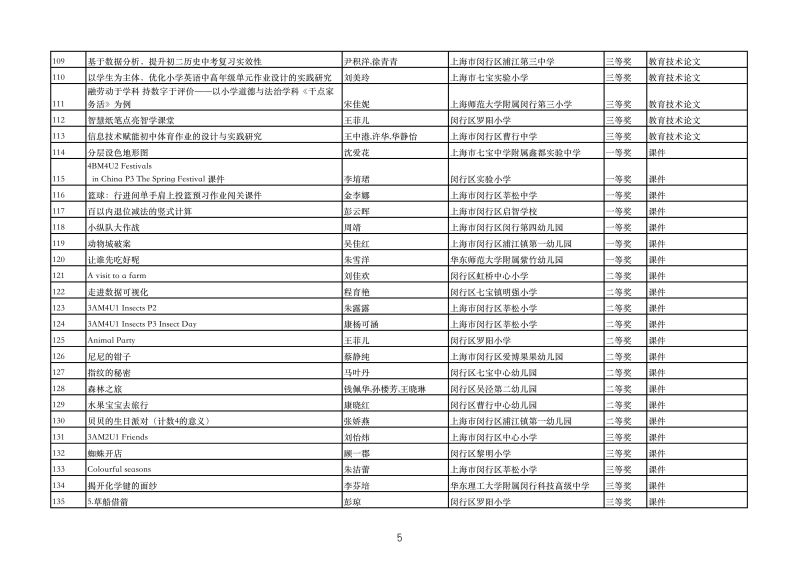 109 基于数据分析，提升初二历史中考复习实效性 尹积洋,徐青青 上海市闵行区浦江第三中学 三等奖 教育技术论文
110 以学生为主体，优化小学英语中高年级单元作业设计的实践研究 刘美玲 上海市七宝实验小学 三等奖 教育技术论文
融劳动于学科 持数字于评价——以小学道德与法治学科《干点家
111 务活》为例 宋佳妮 上海师范大学附属闵行第三小学 三等奖 教育技术论文
112 智慧纸笔点亮智学课堂 王菲儿 闵行区罗阳小学 三等奖 教育技术论文
113 信息技术赋能初中体育作业的设计与实践研究 王中港,许华,华静怡 上海市闵行区曹行中学 三等奖 教育技术论文
114 分层设色地形图 沈爱花 上海市七宝中学附属鑫都实验中学 一等奖 课件
4BM4U2 Festivals
115 in China P3 The Spring Festival 课件 李堉珺 闵行区实验小学 一等奖 课件
116 篮球：行进间单手肩上投篮预习作业闯关课件 金李娜 上海市闵行区莘松中学 一等奖 课件
117 百以内退位减法的竖式计算 彭云晖 上海市闵行区启智学校 一等奖 课件
118 小纵队大作战 周靖 上海市闵行区闵行第四幼儿园 一等奖 课件
119 动物城破案 吴佳红 上海市闵行区浦江镇第一幼儿园 一等奖 课件
120 让谁先吃好呢 朱雪洋 华东师范大学附属紫竹幼儿园 一等奖 课件
121 A visit to a farm 刘佳欢 闵行区虹桥中心小学 二等奖 课件
122 走进数据可视化 程育艳 闵行区七宝镇明强小学 二等奖 课件
123 3AM4U1 Insects P2 朱露露 上海市闵行区莘松小学 二等奖 课件
124 3AM4U1 Insects P3 Insect Day 康杨可涵 上海市闵行区莘松小学 二等奖 课件
125 Animal Party 王菲儿 闵行区罗阳小学 二等奖 课件
126 尼尼的钳子 蔡静纯 上海市闵行区爱博果果幼儿园 二等奖 课件
127 指纹的秘密 马叶丹 闵行区七宝中心幼儿园 二等奖 课件
128 森林之旅 钱佩华,孙楼芳,王晓琳 闵行区吴泾第二幼儿园 二等奖 课件
129 水果宝宝去旅行 康晓红 闵行区曹行中心幼儿园 二等奖 课件
130 贝贝的生日派对（计数4的意义） 张娇燕 上海市闵行区浦江镇第一幼儿园 二等奖 课件
131 3AM2U1 Friends 刘怡炜 上海市闵行区中心小学 三等奖 课件
132 蜘蛛开店 顾一郡 闵行区黎明小学 三等奖 课件
133 Colourful seasons 朱洁蕾 上海市闵行区莘松小学 三等奖 课件
134 揭开化学键的面纱 李芬培 华东理工大学附属闵行科技高级中学 三等奖 课件
135 5.草船借箭 彭琼 闵行区罗阳小学 三等奖 课件
5